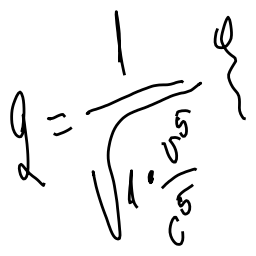 g = 1 / √(1 · v⁵ / c⁵)